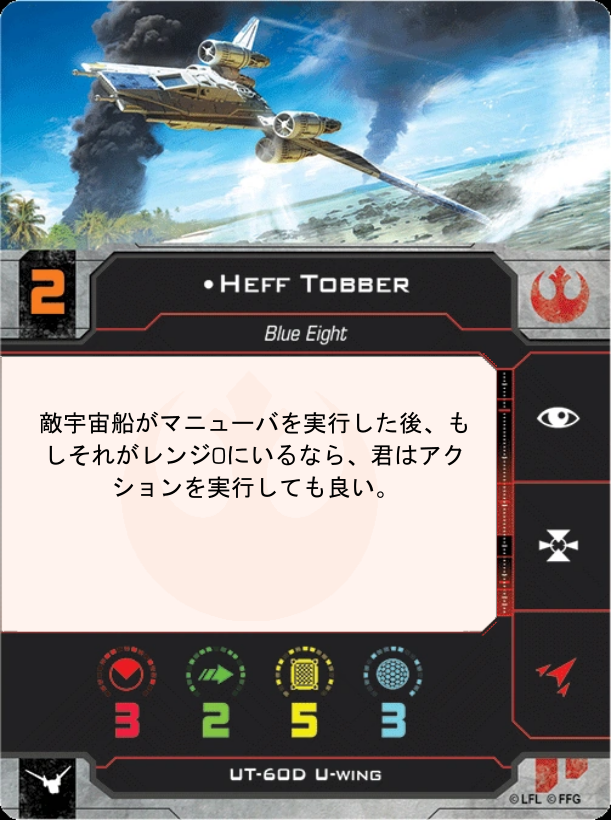 2
•Heff Tobber
Blue Eight
敵宇宙船がマニューバを実行した後、も
しそれがレンジ0にいるなら、君はアク
ションを実行しても良い。
3 2 5 3
UT-60D U-wing
©LFL ©FFG